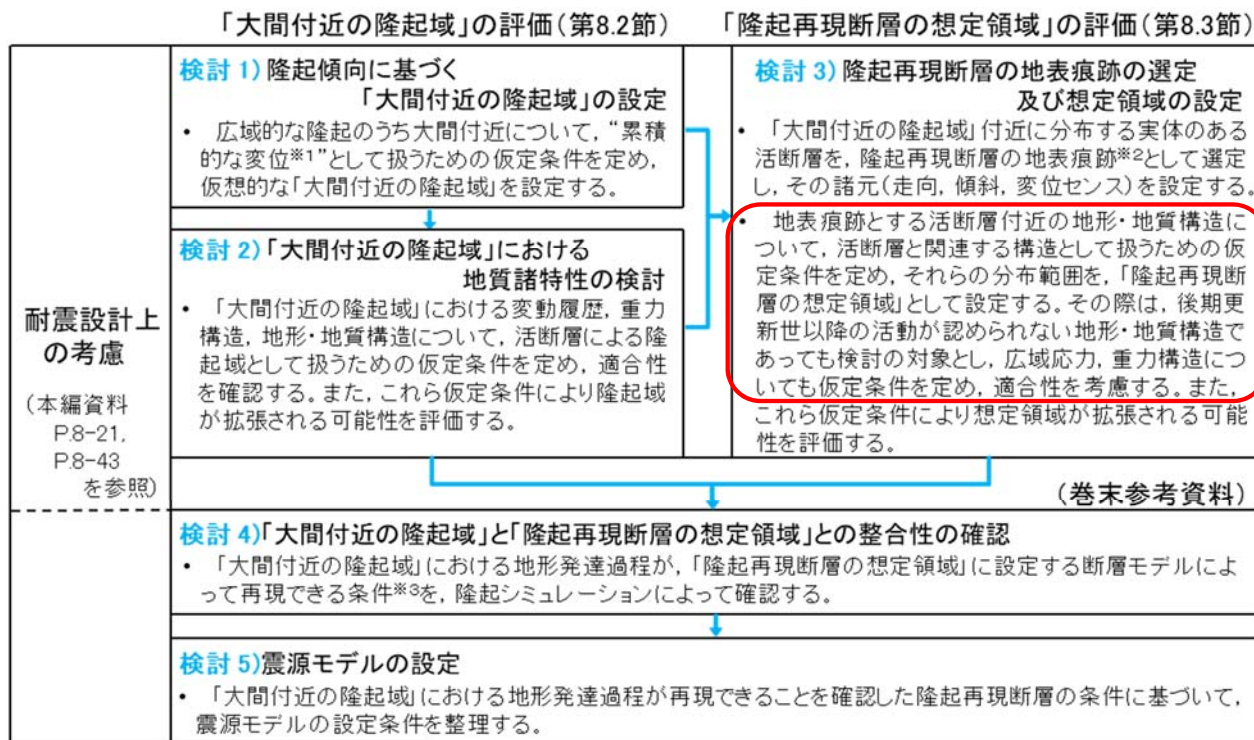 「大間付近の隆起域」の評価(第8.2節)
「隆起再現断層の想定領域」の評価(第8.3節)
耐震設計上
の考慮
(本編資料
P.8-21,
P.8-43
を参照)
検討 1) 隆起傾向に基づく
「大間付近の隆起域」の設定
• 広域的な隆起のうち大間付近について,“累積
的な変位※1”として扱うための仮定条件を定め,
仮想的な「大間付近の隆起域」を設定する。
検討 2)「大間付近の隆起域」における
地質諸特性の検討
• 「大間付近の隆起域」における変動履歴, 重力
構造, 地形・地質構造について, 活断層による隆
起域として扱うための仮定条件を定め, 適合性
を確認する。また, これら仮定条件により隆起域
が拡張される可能性を評価する。
検討 3) 隆起再現断層の地表痕跡の選定
及び想定領域の設定
• 「大間付近の隆起域」付近に分布する実体のある
活断層を, 隆起再現断層の地表痕跡※2として選定
し, その諸元(走向, 傾斜, 変位センス)を設定する。
• 地表痕跡とする活断層付近の地形・地質構造に
ついて, 活断層と関連する構造として扱うための仮
定条件を定め, それらの分布範囲を,「隆起再現断
層の想定領域」として設定する。その際は, 後期更
新世以降の活動が認められない地形・地質構造で
あっても検討の対象とし, 広域応力, 重力構造につ
いても仮定条件を定め, 適合性を考慮する。また,
これら仮定条件により想定領域が拡張される可能
性を評価する。
(巻末参考資料)
検討 4)「大間付近の隆起域」と「隆起再現断層の想定領域」との整合性の確認
• 「大間付近の隆起域」における地形発達過程が,「隆起再現断層の想定領域」に設定する断層モデルによ
って再現できる条件※3を, 隆起シミュレーションによって確認する。
検討 5)震源モデルの設定
• 「大間付近の隆起域」における地形発達過程が再現できることを確認した隆起再現断層の条件に基づいて,
震源モデルの設定条件を整理する。